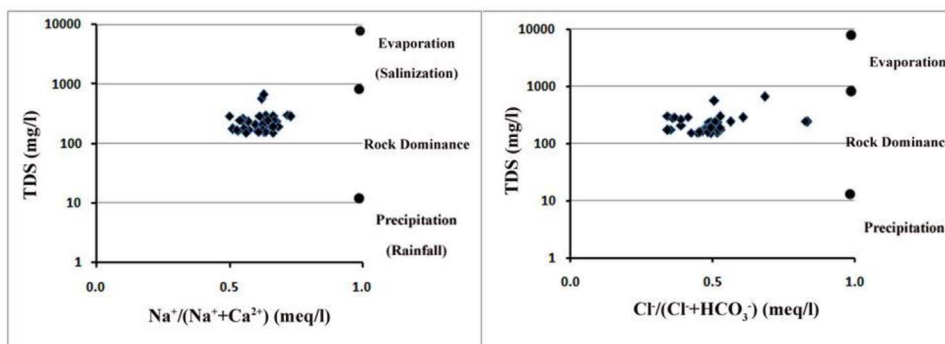 10000
1000
100
10
1
TDS (mg/l)
0.0
0.5
1.0
Na⁺/(Na⁺+Ca²⁺) (meq/l)
Evaporation
(Salinization)
Rock Dominance
Precipitation
(Rainfall)
10000
1000
100
10
1
TDS (mg/l)
0.0
0.5
1.0
Cl⁻/(Cl⁻+HCO₃⁻) (meq/l)
Evaporation
Rock Dominance
Precipitation